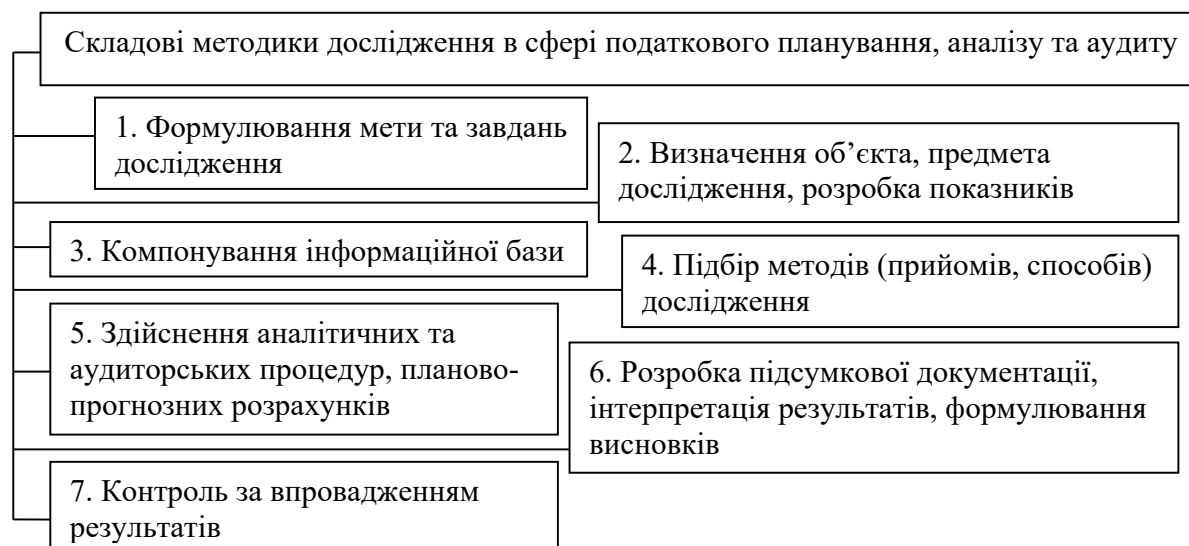 Складові методики дослідження в сфері податкового планування, аналізу та аудиту
1. Формулювання мети та завдань
дослідження
2. Визначення об’єкта, предмета
дослідження, розробка показників
3. Компонування інформаційної бази
4. Підбір методів (прийомів, способів)
дослідження
5. Здійснення аналітичних та
аудиторських процедур, планово-
прогнозних розрахунків
6. Розробка підсумкової документації,
інтерпретація результатів, формулювання
висновків
7. Контроль за впровадженням
результатів